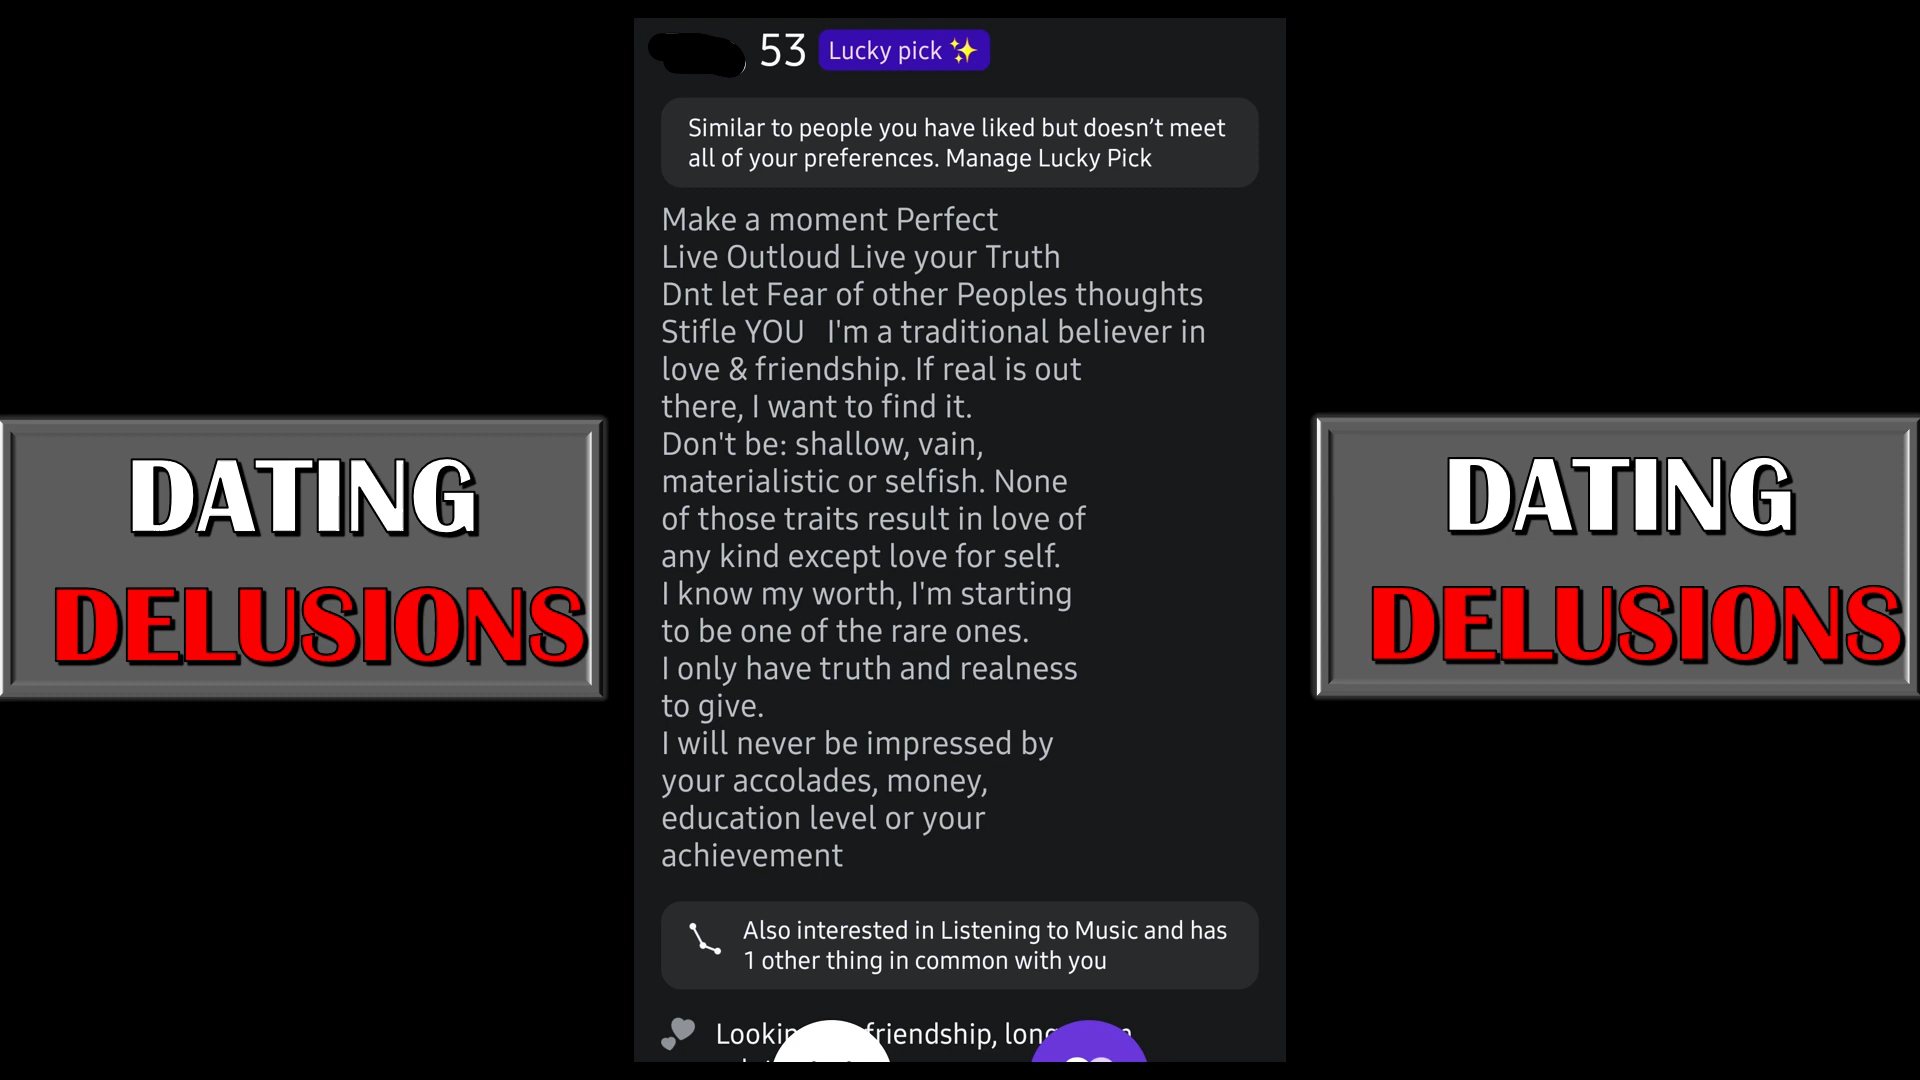 53 Lucky pick ✨
Similar to people you have liked but doesn’t meet
all of your preferences. Manage Lucky Pick
Make a moment Perfect
Live Outloud Live your Truth
Dnt let Fear of other Peoples thoughts
Stifle YOU   I'm a traditional believer in
love & friendship. If real is out
there, I want to find it.
Don't be: shallow, vain,
materialistic or selfish. None
of those traits result in love of
any kind except love for self.
I know my worth, I'm starting
to be one of the rare ones.
I only have truth and realness
to give.
I will never be impressed by
your accolades, money,
education level or your
achievement
Also interested in Listening to Music and has
1 other thing in common with you
friendship,
DATING
DELUSIONS
DATING
DELUSIONS